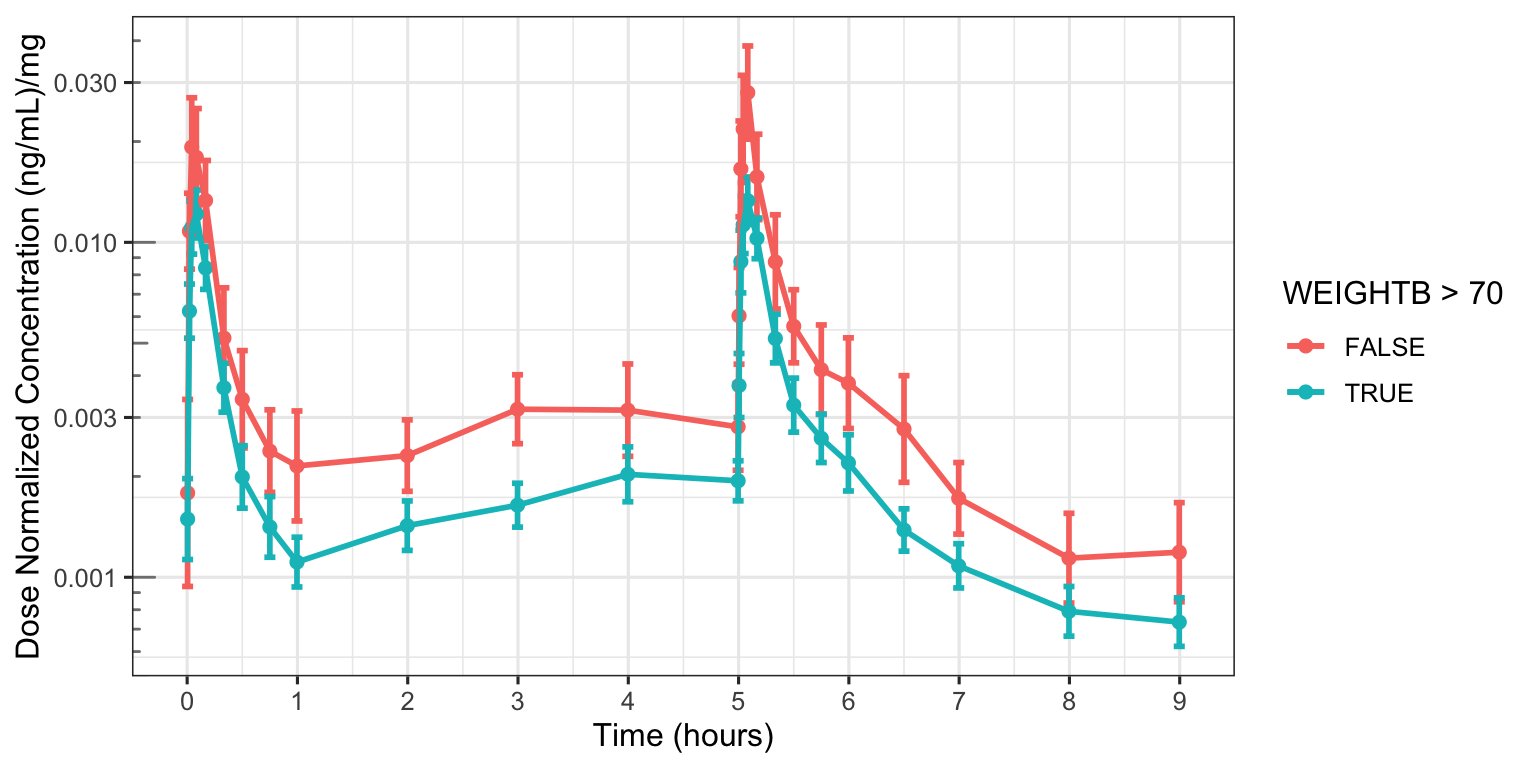 Dose Normalized Concentration (ng/mL)/mg
0.030
0.010
0.003
0.001
0 1 2 3 4 5 6 7 8 9
Time (hours)
WEIGHTB > 70
FALSE
TRUE